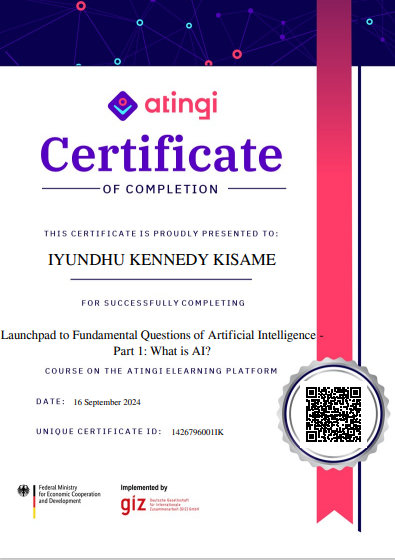 atingi
Certificate
OF COMPLETION
THIS CERTIFICATE IS PROUDLY PRESENTED TO:
IYUNDHU KENNEDY KISAME
FOR SUCCESSFULLY COMPLETING
Launchpad to Fundamental Questions of Artificial Intelligence -
Part 1: What is AI?
COURSE ON THE ATINGI ELEARNING PLATFORM
DATE: 16 September 2024
UNIQUE CERTIFICATE ID: 1426796001IK
Federal Ministry
for Economic Cooperation
and Development
Implemented by
giz
Deutsche Gesellschaft
für Internationale
Zusammenarbeit (GIZ) GmbH